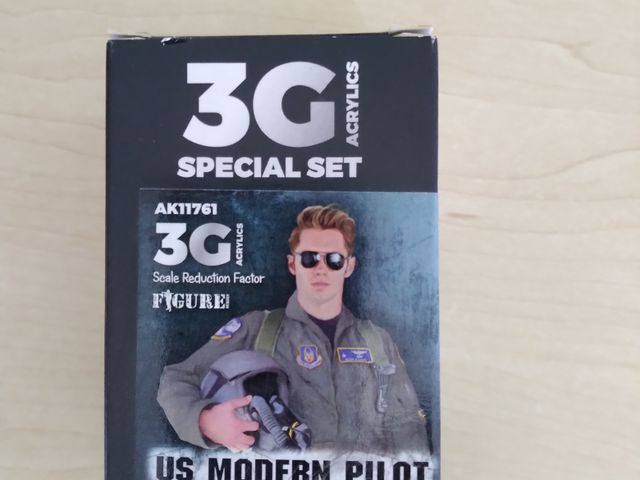 3G
ACRYLICS
SPECIAL SET
AK11761
3G
ACRYLICS
Scale Reduction Factor
FIGURE
US MODERN PILOT